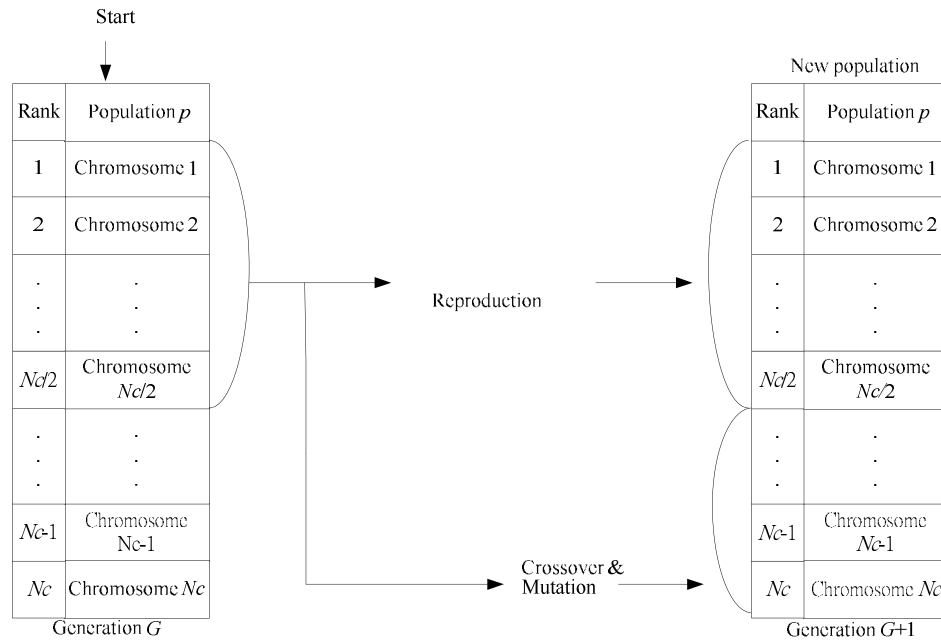 Start
Rank Population p
1 Chromosome 1
2 Chromosome 2
. .
. .
. .
Nc/2 Chromosome
Nc/2
. .
. .
. .
Nc-1 Chromosome
Nc-1
Nc Chromosome Nc
Generation G
Reproduction
Crossover &
Mutation
New population
Rank Population p
1 Chromosome 1
2 Chromosome 2
. .
. .
. .
Nc/2 Chromosome
Nc/2
. .
. .
. .
Nc-1 Chromosome
Nc-1
Nc Chromosome Nc
Generation G+1